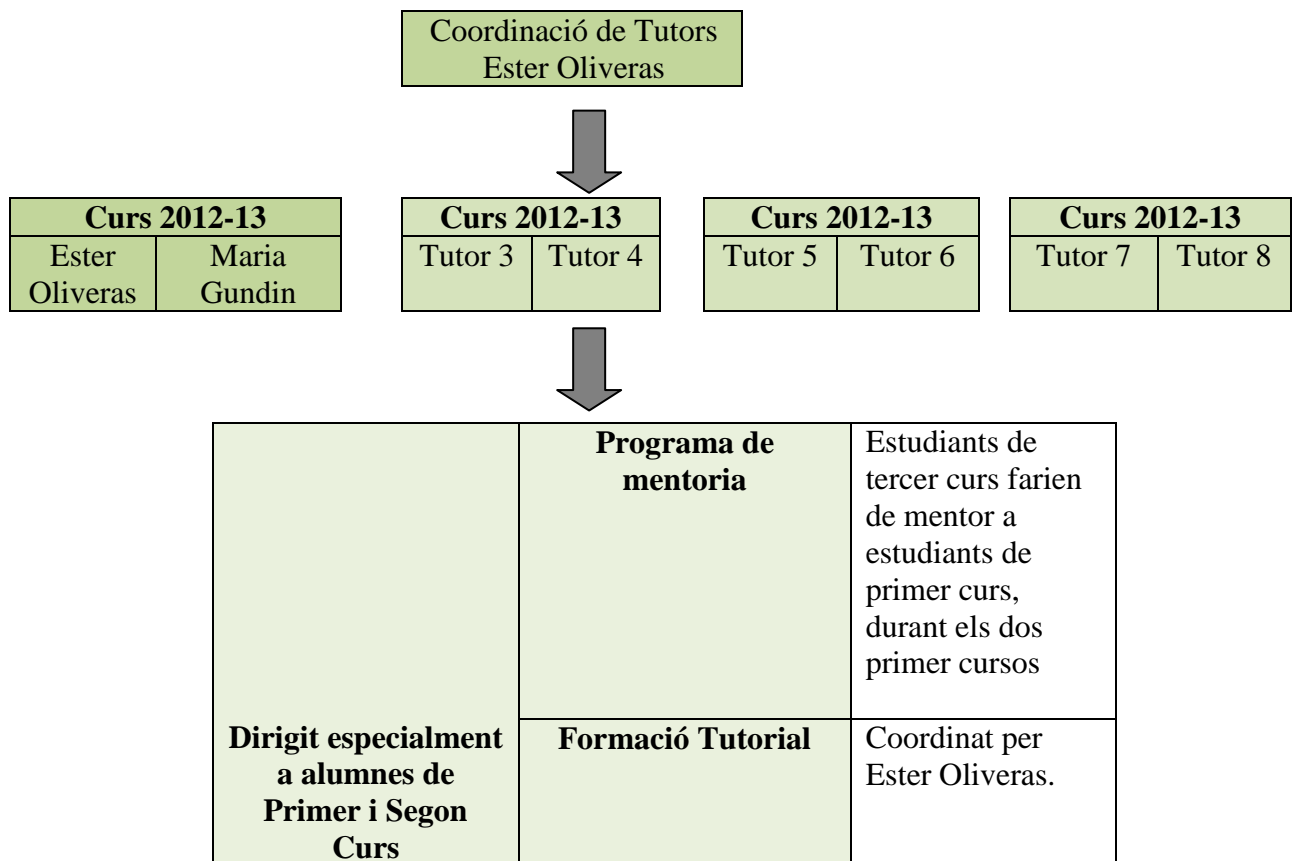 Coordinació de Tutors
Ester Oliveras
Curs 2012-13
Ester Oliveras
Maria Gundin
Curs 2012-13
Tutor 3
Tutor 4
Curs 2012-13
Tutor 5
Tutor 6
Curs 2012-13
Tutor 7
Tutor 8
Dirigit especialment
a alumnes de
Primer i Segon
Curs
Programa de
mentoria
Estudiants de
tercer curs farien
de mentor a
estudiants de
primer curs,
durant els dos
primer cursos
Formació Tutorial
Coordinat per
Ester Oliveras.